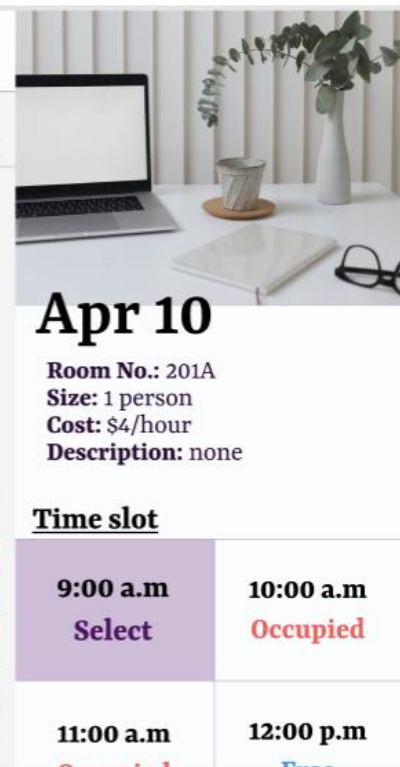 Apr 10
Room No.: 201A
Size: 1 person
Cost: $4/hour
Description: none
Time slot
9:00 a.m
Select
10:00 a.m
Occupied
11:00 a.m
12:00 p.m